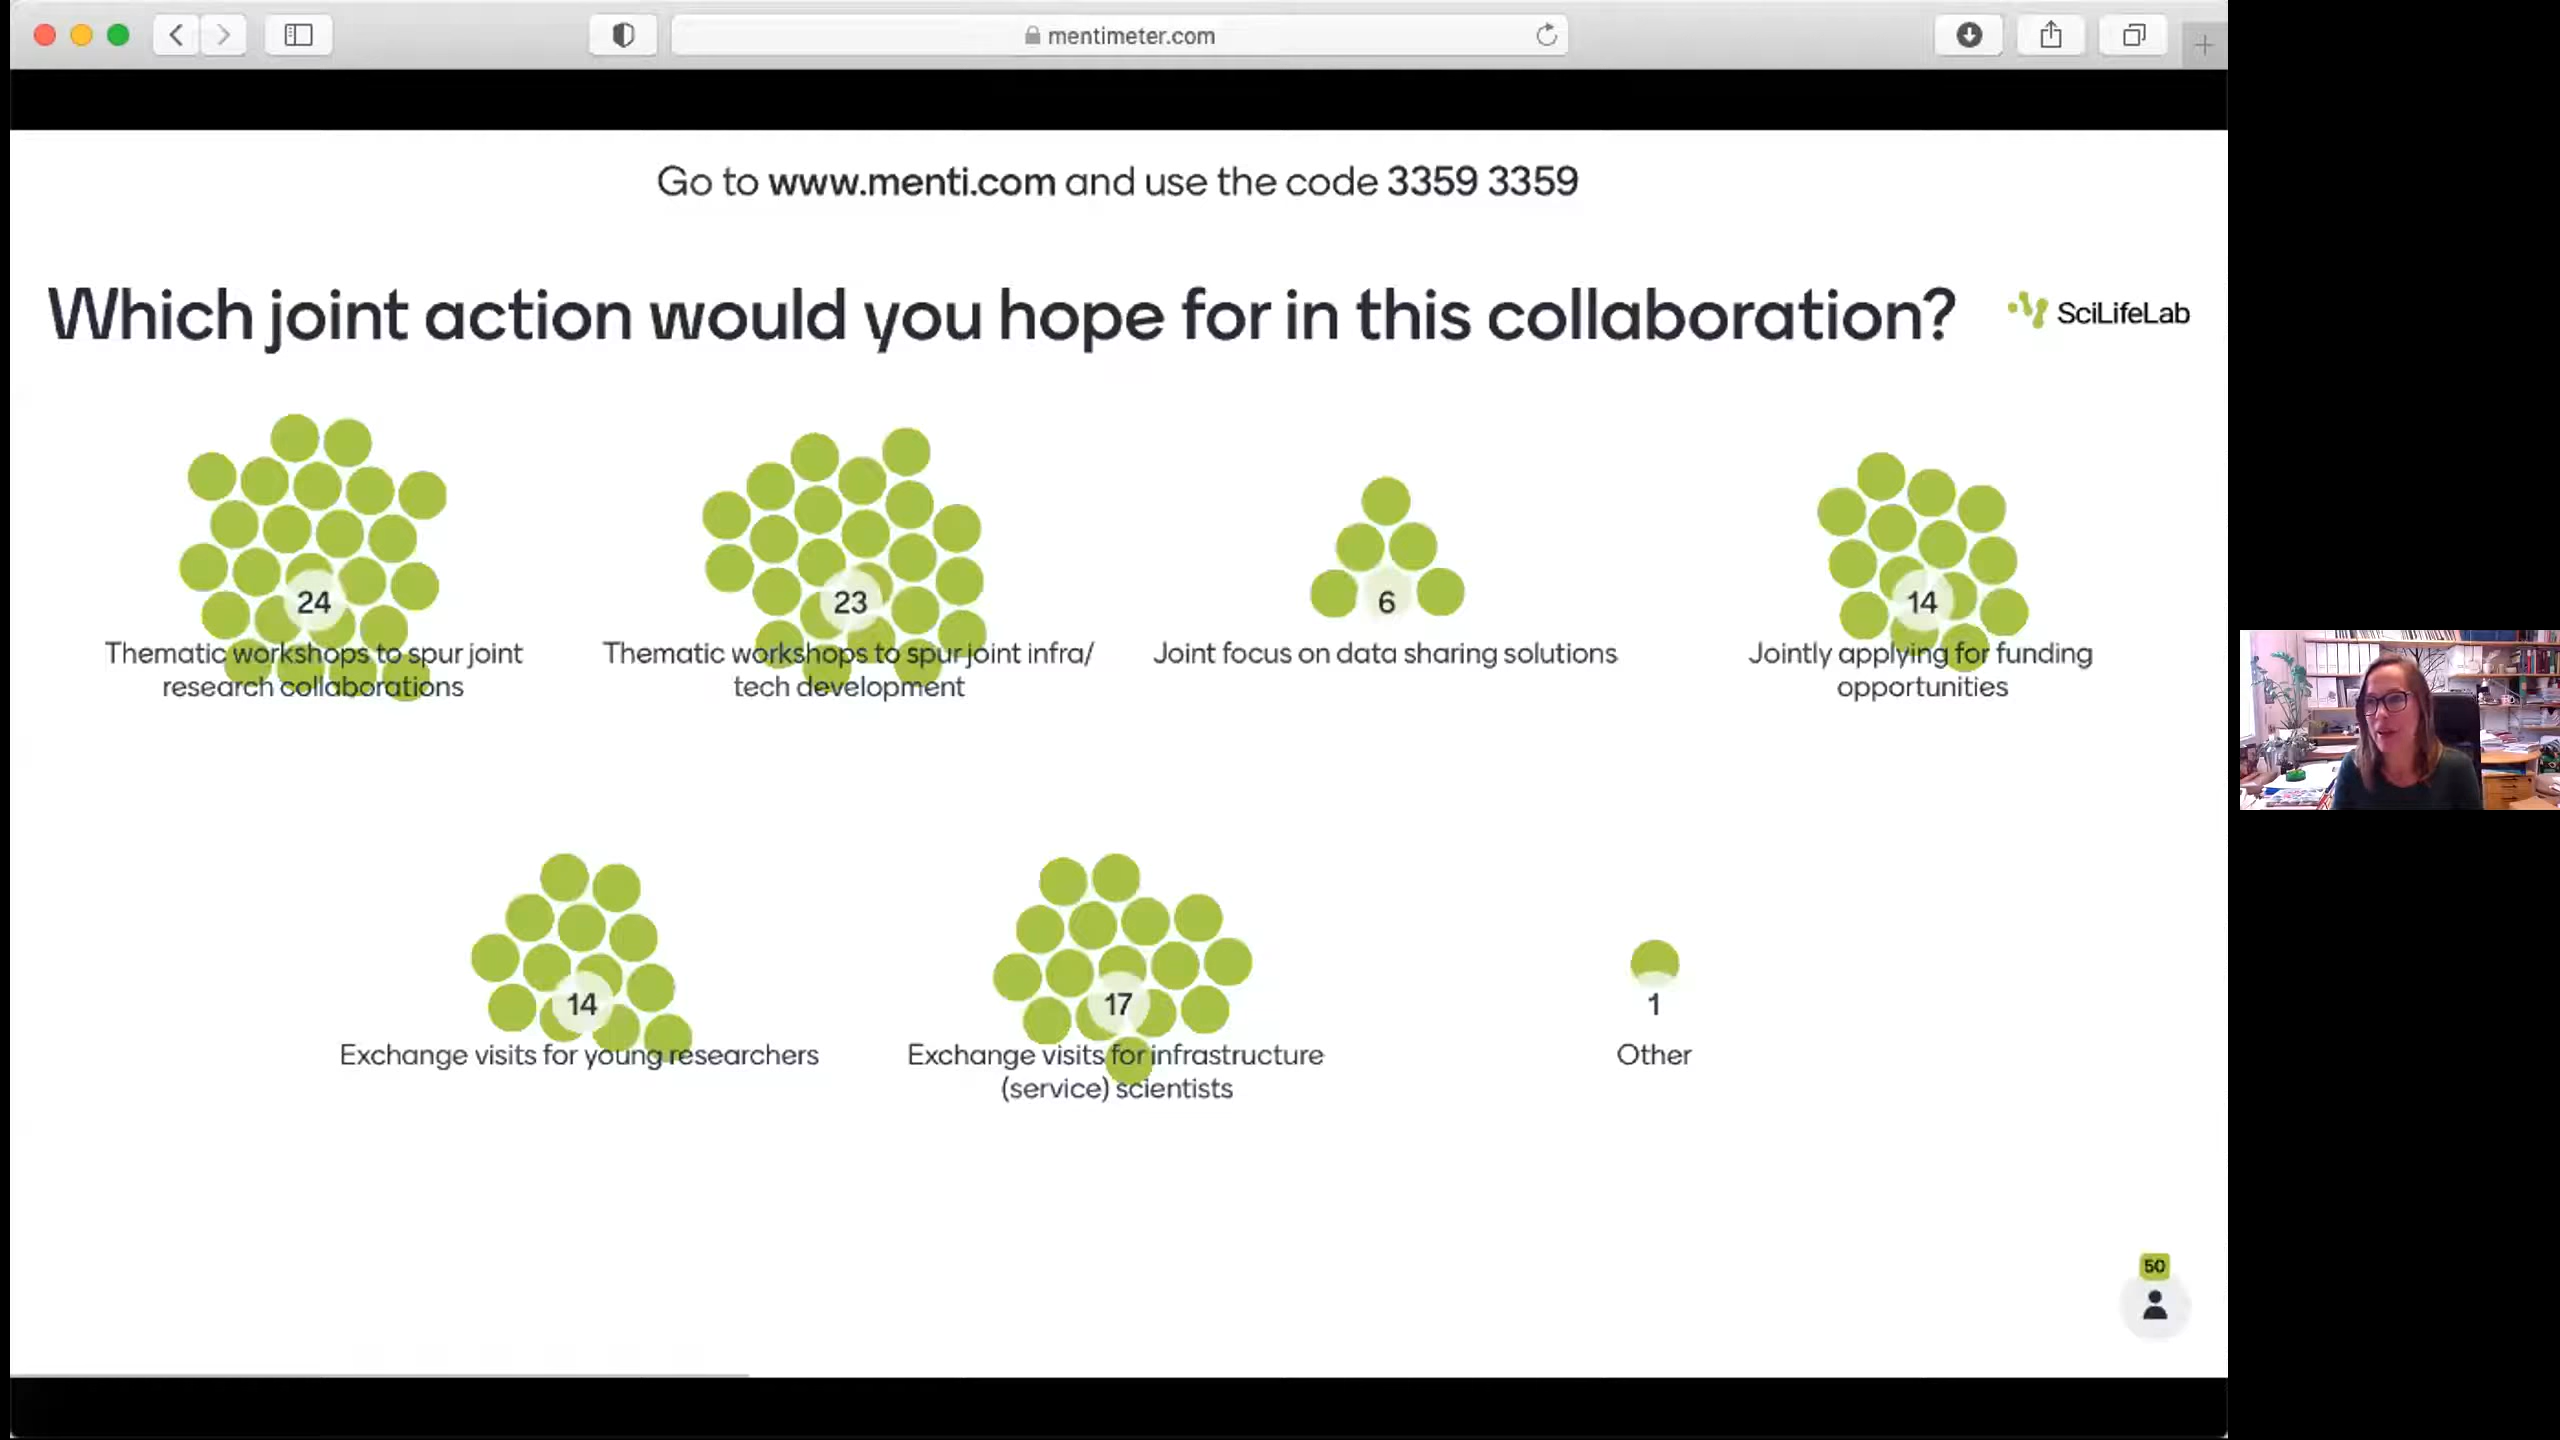 mentimeter.com
Go to www.menti.com and use the code 3359 3359
Which joint action would you hope for in this collaboration?
SciLifeLab
24
Thematic workshops to spur joint
research collaborations
23
Thematic workshops to spur joint infra/
tech development
6
Joint focus on data sharing solutions
14
Jointly applying for funding
opportunities
14
Exchange visits for young researchers
17
Exchange visits for infrastructure
(service) scientists
1
Other
50